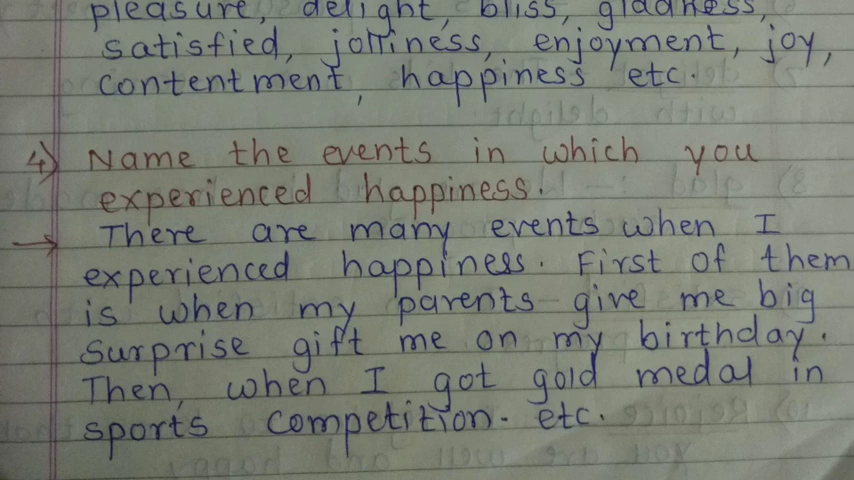 pleasure, delight, bliss, gladness,
satisfied, jolliness, enjoyment, joy,
contentment, happiness etc.
4) Name the events in which you
experienced happiness.
→ There are many events when I
experienced happiness. First of them
is when my parents give me big
surprise gift me on my birthday.
Then, when I got gold medal in
sports competition. etc.